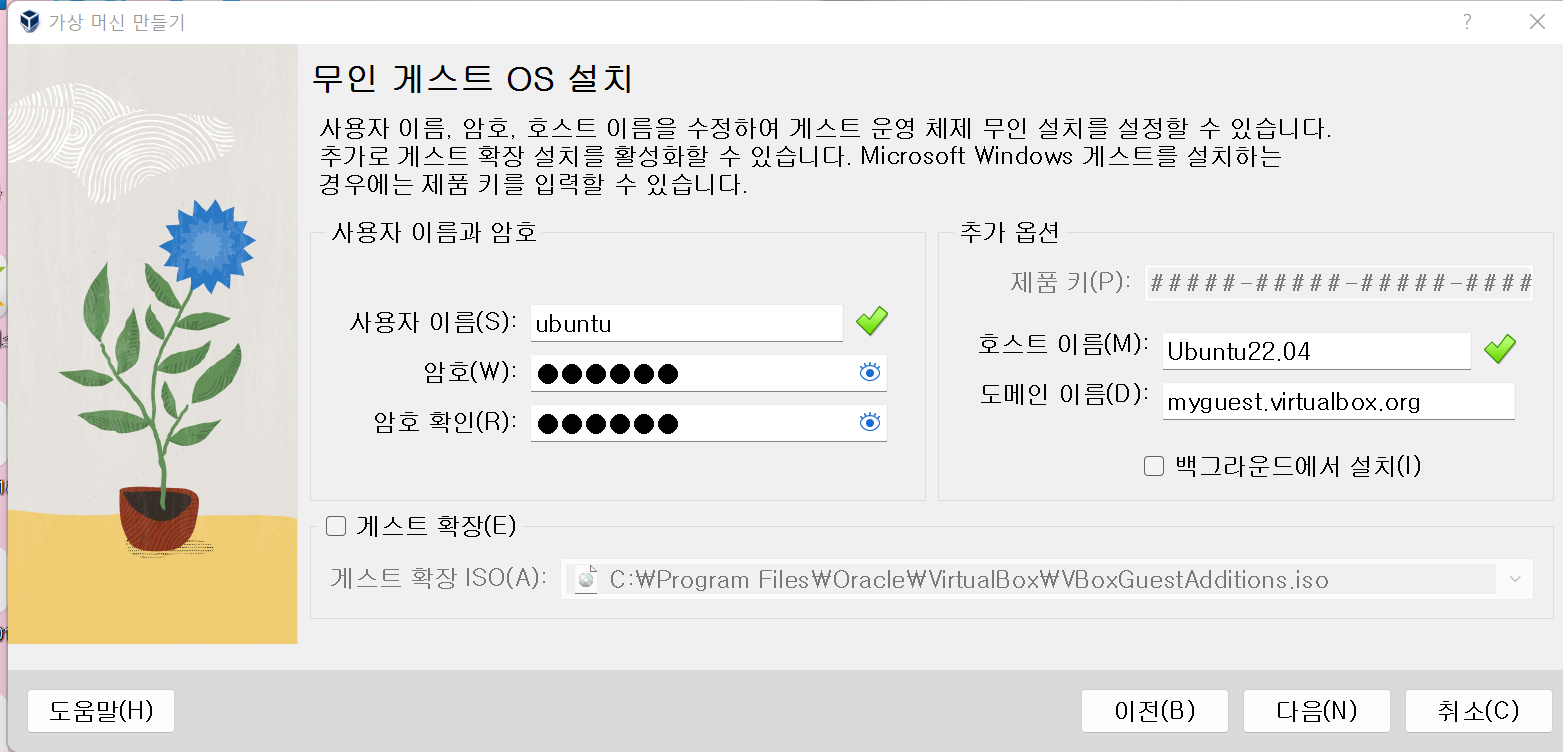 가상 머신 만들기
?
무인 게스트 OS 설치
사용자 이름, 암호, 호스트 이름을 수정하여 게스트 운영 체제 무인 설치를 설정할 수 있습니다.
추가로 게스트 확장 설치를 활성화할 수 있습니다. Microsoft Windows 게스트를 설치하는
경우에는 제품 키를 입력할 수 있습니다.
사용자 이름과 암호
사용자 이름(S): ubuntu
암호(W): ●●●●●●
암호 확인(R): ●●●●●●
추가 옵션
제품 키(P): #####-#####-#####-####
호스트 이름(M): Ubuntu22.04
도메인 이름(D): myguest.virtualbox.org
백그라운드에서 설치(I)
게스트 확장(E)
게스트 확장 ISO(A): C:₩Program Files₩Oracle₩VirtualBox₩VBoxGuestAdditions.iso
도움말(H) 이전(B) 다음(N) 취소(C)